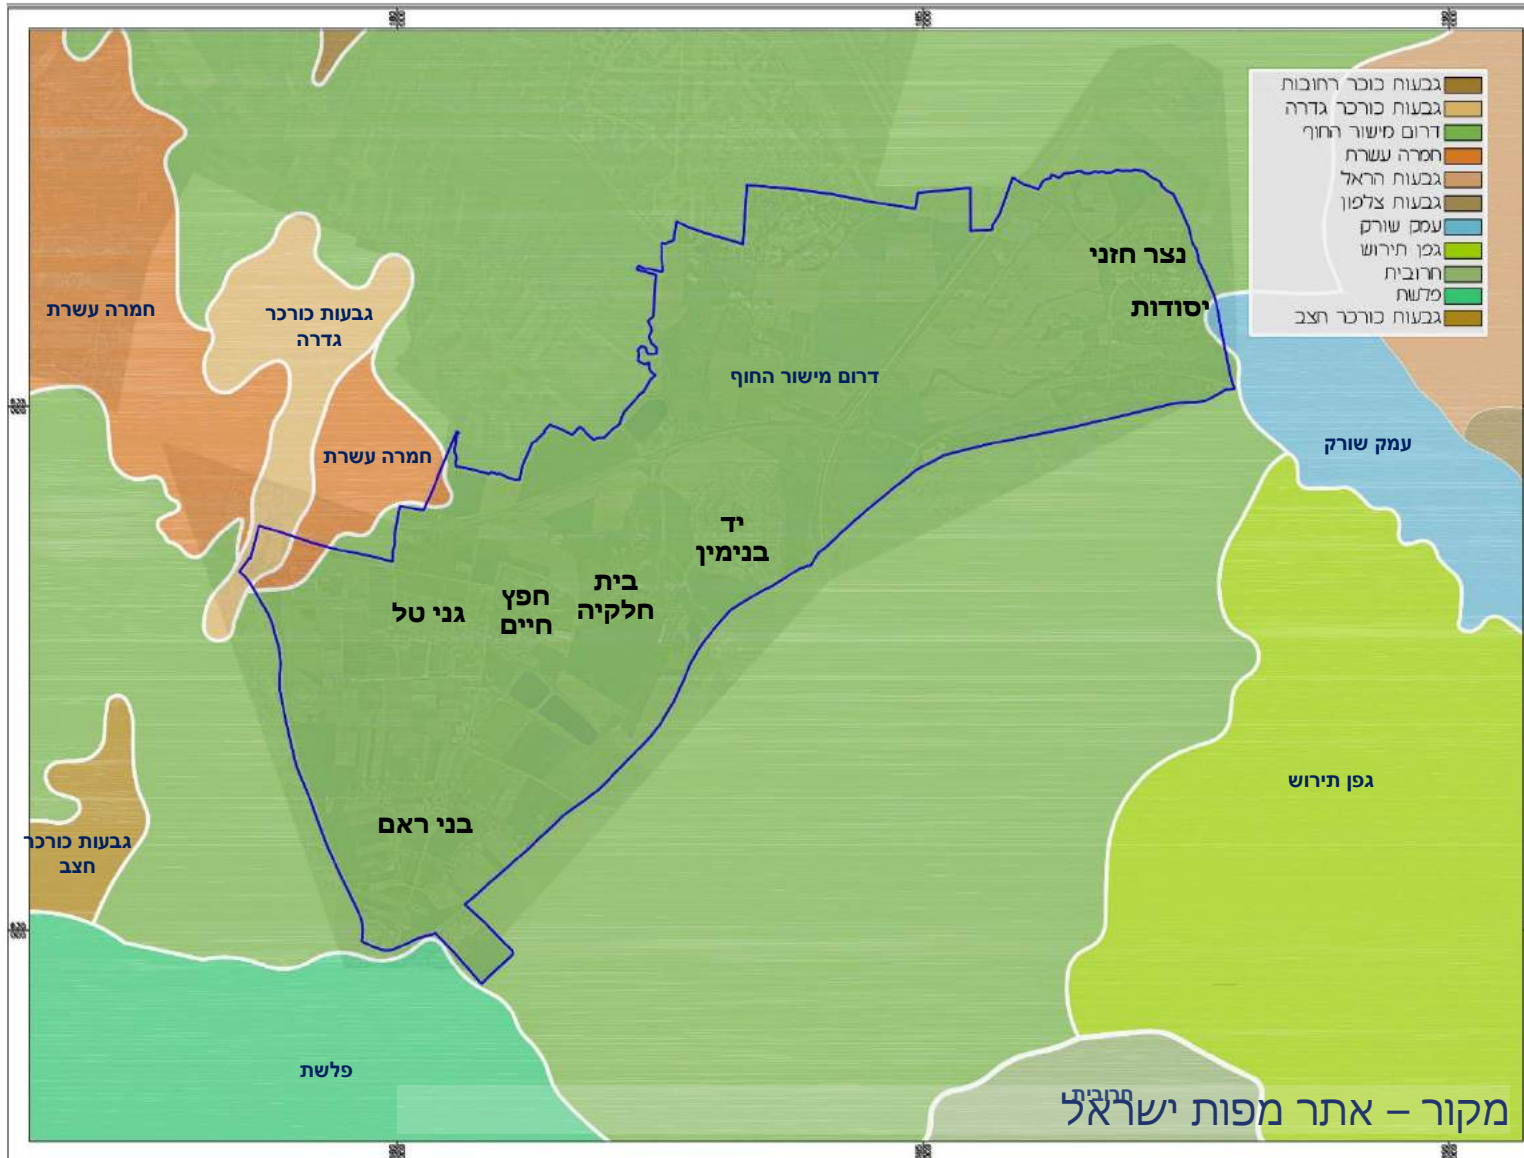 גבעות כוכר רחובות
גבעות כורכר גדרה
דרום מישור החוף
חמרה עשרת
גבעות הראל
גבעות צלפון
עמק שורק
גפן תירוש
חרובית
פלשת
גבעות כורכר חצב
נצר חזני
יסודות
חמרה עשרת
גבעות כורכר
גדרה
דרום מישור החוף
חמרה עשרת
עמק שורק
יד
בנימין
בית
חלקיה
חפץ
חיים
גני טל
גפן תירוש
בני ראם
גבעות כורכר
חצב
פלשת
חרובית
מקור – אתר מפות ישראל